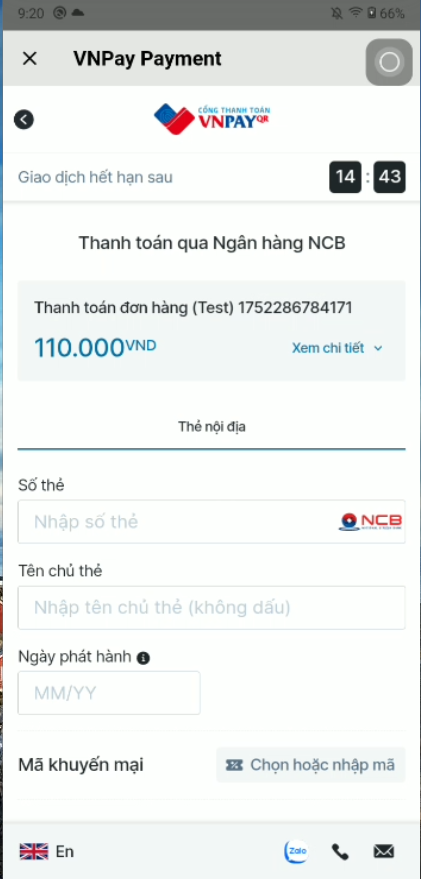 9:20 66%
VNPay Payment
CỔNG THANH TOÁN
VNPAYQR
Giao dịch hết hạn sau 14 : 43
Thanh toán qua Ngân hàng NCB
Thanh toán đơn hàng (Test) 1752286784171
110.000VND Xem chi tiết
Thẻ nội địa
Số thẻ
Nhập số thẻ NCB
Tên chủ thẻ
Nhập tên chủ thẻ (không dấu)
Ngày phát hành
MM/YY
Mã khuyến mại Chọn hoặc nhập mã
En Zalo